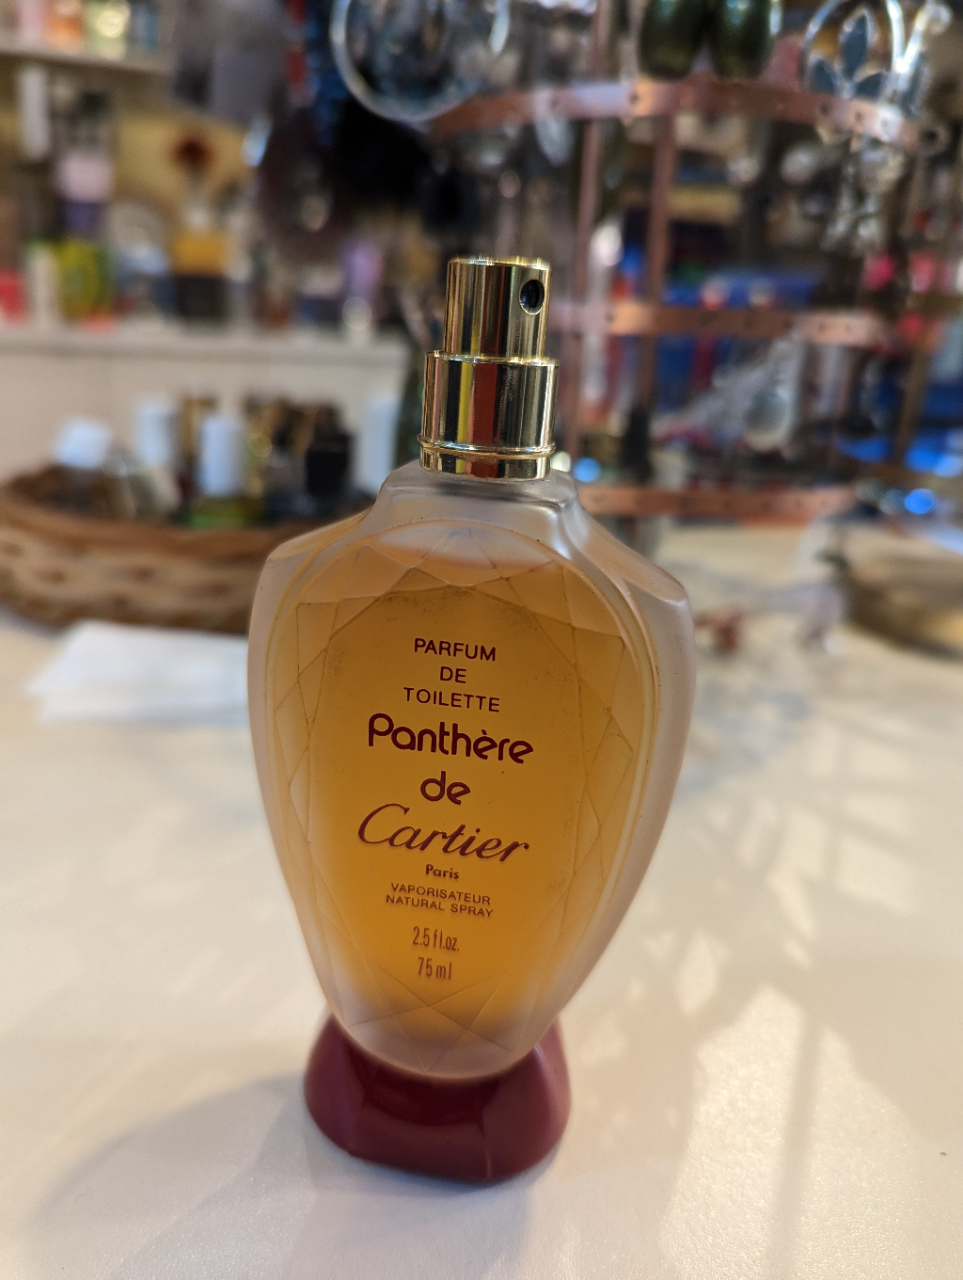 PARFUM
DE
TOILETTE
Panthère
de
Cartier
Paris
VAPORISATEUR
NATURAL SPRAY
2.5 fl.oz.
75 ml